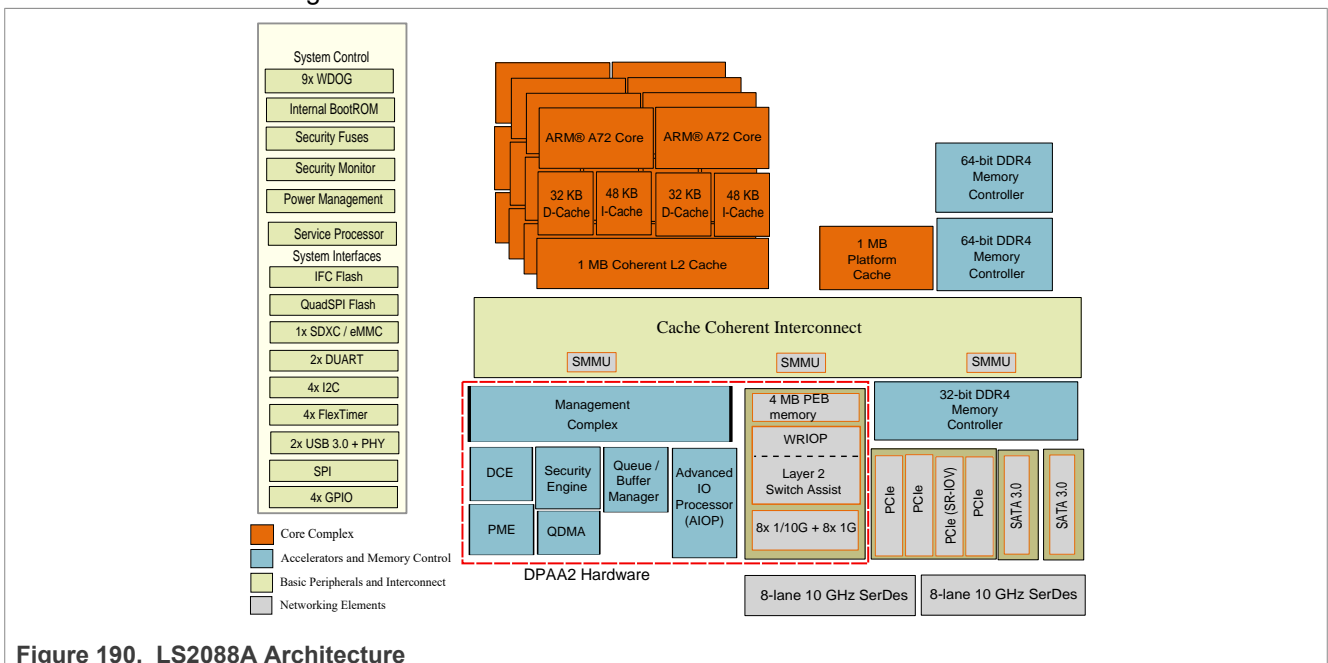 System Control
9x WDOG
Internal BootROM
Security Fuses
Security Monitor
Power Management
Service Processor
System Interfaces
IFC Flash
QuadSPI Flash
1x SDXC / eMMC
2x DUART
4x I2C
4x FlexTimer
2x USB 3.0 + PHY
SPI
4x GPIO
Core Complex
Accelerators and Memory Control
Basic Peripherals and Interconnect
Networking Elements
ARM® A72 Core
ARM® A72 Core
32 KB
D-Cache
48 KB
I-Cache
32 KB
D-Cache
48 KB
I-Cache
1 MB Coherent L2 Cache
1 MB
Platform
Cache
64-bit DDR4
Memory
Controller
64-bit DDR4
Memory
Controller
Cache Coherent Interconnect
SMMU
SMMU
SMMU
Management
Complex
DCE
Security
Engine
Queue /
Buffer
Manager
Advanced
IO
Processor
(AIOP)
PME
QDMA
4 MB PEB
memory
WRIOP
Layer 2
Switch Assist
8x 1/10G + 8x 1G
32-bit DDR4
Memory
Controller
PCIe
PCIe
PCIe (SR-IOV)
PCIe
SATA 3.0
SATA 3.0
DPAA2 Hardware
8-lane 10 GHz SerDes
8-lane 10 GHz SerDes
Figure 190. LS2088A Architecture